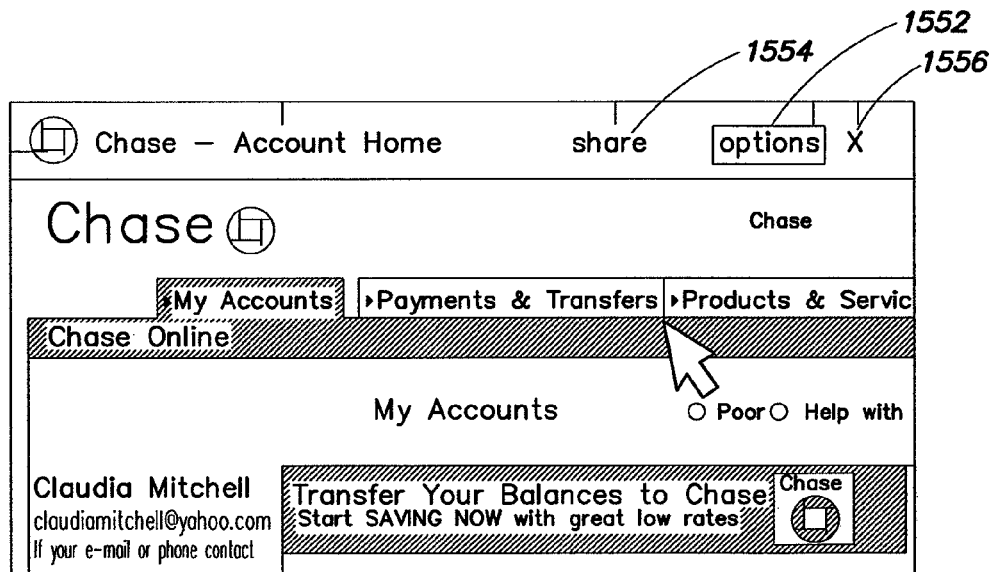 1552
1554
1556
Chase – Account Home share options X
Chase Chase
My Accounts Payments & Transfers Products & Servic
Chase Online
My Accounts Poor Help with
Claudia Mitchell
claudiamitchell@yahoo.com
If your e-mail or phone contact
Transfer Your Balances to Chase
Start SAVING NOW with great low rates
Chase